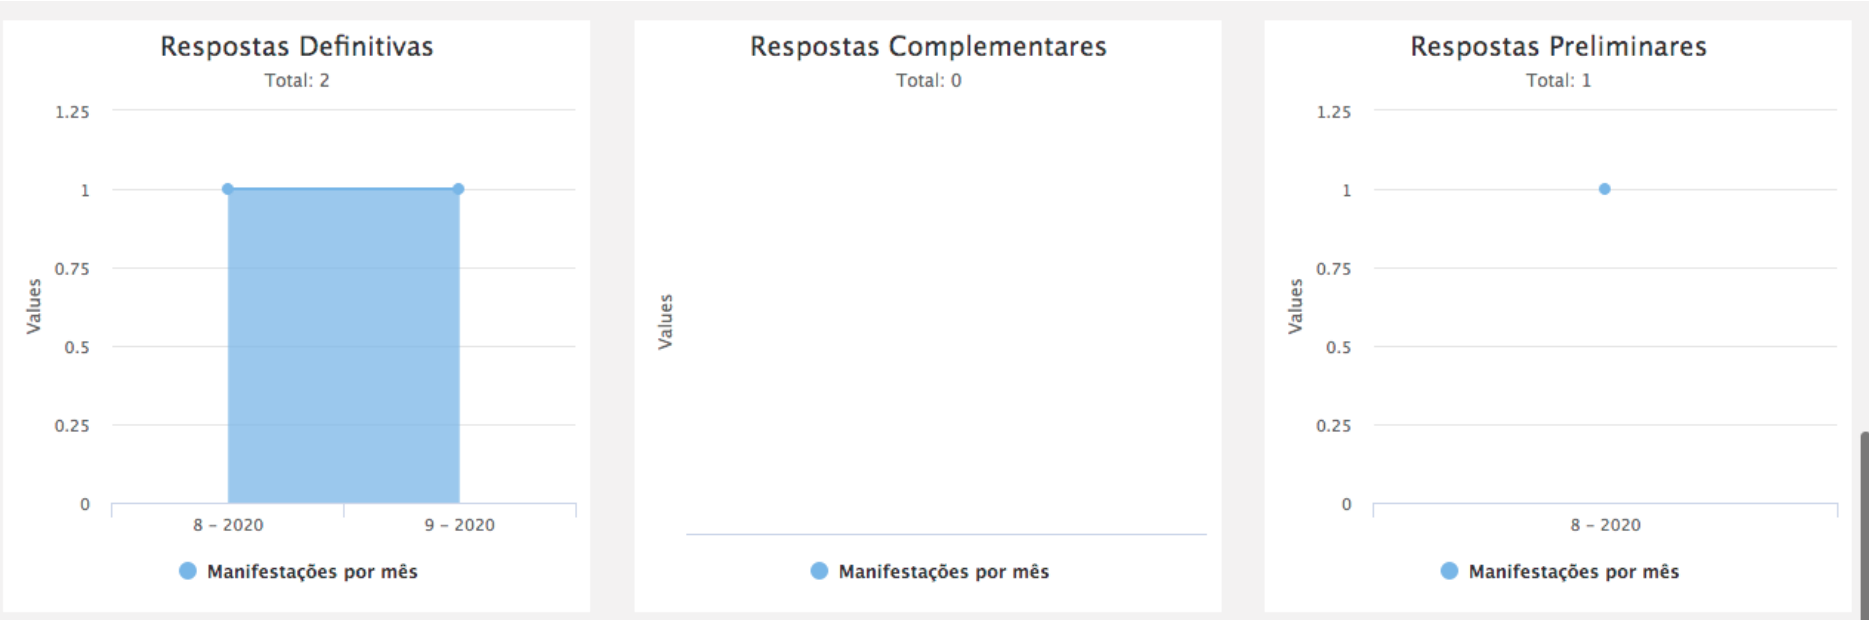 Respostas Definitivas
Total: 2
1.25
1
0.75
0.5
0.25
0
Values
8 – 2020
9 – 2020
Manifestações por mês
Respostas Complementares
Total: 0
Values
Manifestações por mês
Respostas Preliminares
Total: 1
1.25
1
0.75
0.5
0.25
0
Values
8 – 2020
Manifestações por mês